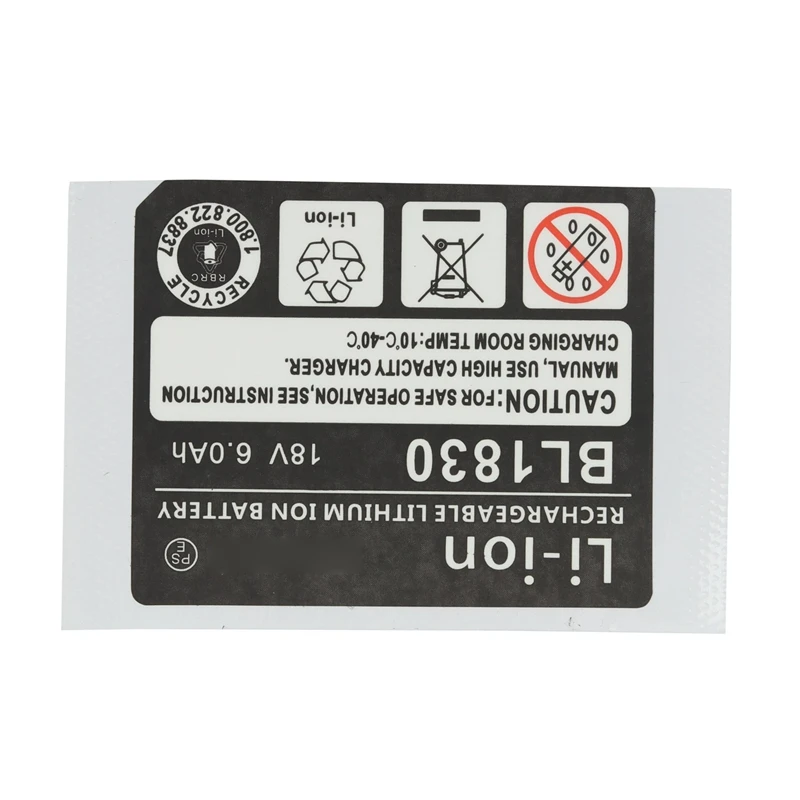 Li-ion
PS
E
RECHARGEABLE LITHIUM ION BATTERY
BL1830 18V 6.0Ah
CAUTION:FOR SAFE OPERATION,SEE INSTRUCTION
MANUAL, USE HIGH CAPACITY CHARGER.
CHARGING ROOM TEMP:10℃-40℃
Li-ion
RBRC
Li-ion
RECYCLE
1.800.822.8837